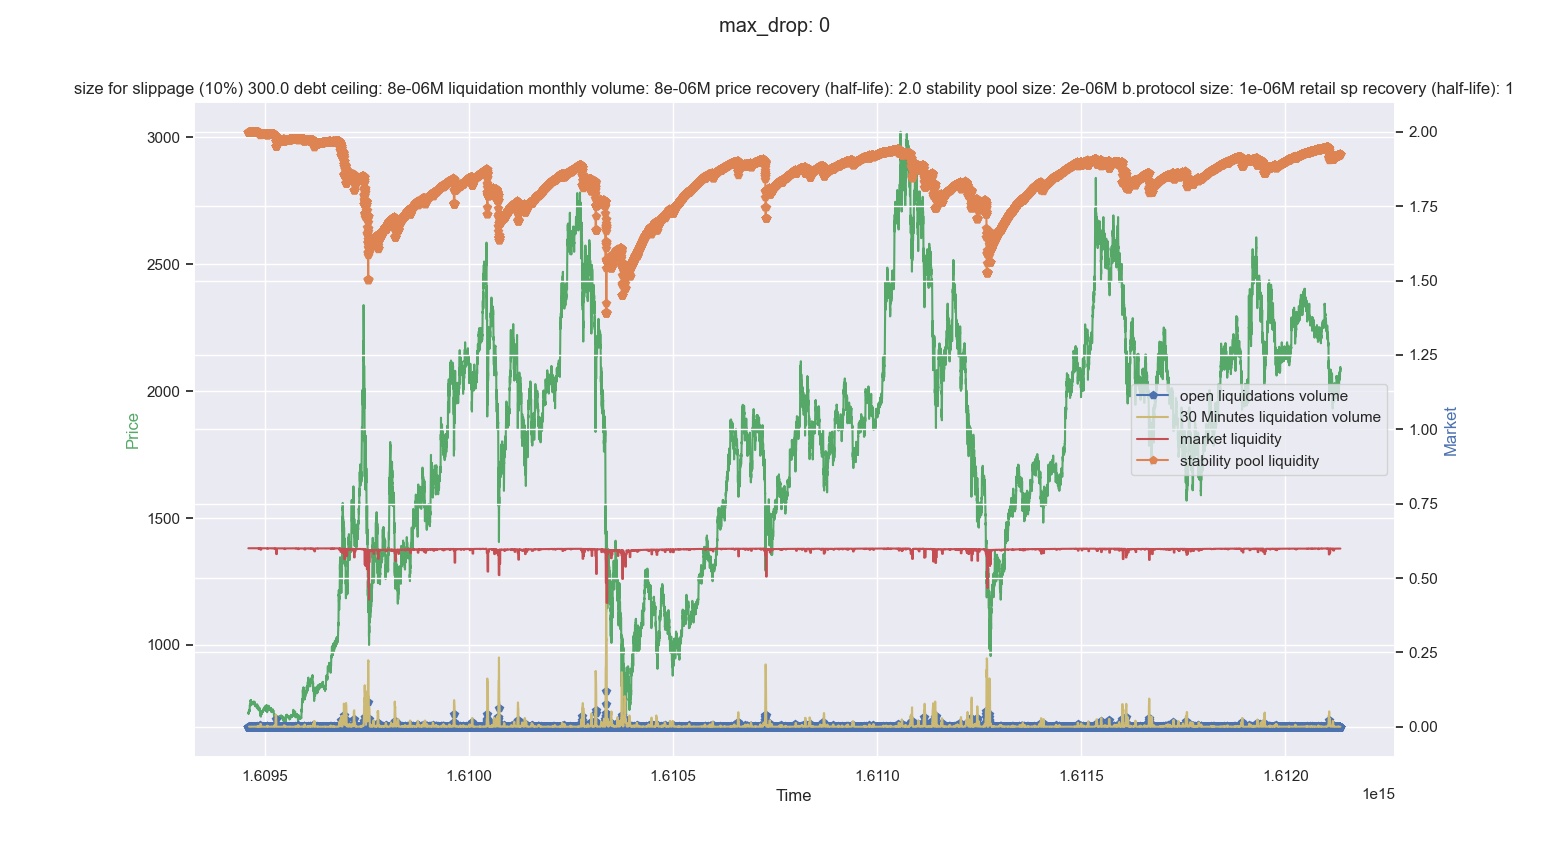 max_drop: 0
size for slippage (10%) 300.0 debt ceiling: 8e-06M liquidation monthly volume: 8e-06M price recovery (half-life): 2.0 stability pool size: 2e-06M b.protocol size: 1e-06M retail sp recovery (half-life): 1
3000
2500
2000
1500
1000
Price
2.00
1.75
1.50
1.25
1.00
0.75
0.50
0.25
0.00
Market
open liquidations volume
30 Minutes liquidation volume
market liquidity
stability pool liquidity
1.6095 1.6100 1.6105 1.6110 1.6115 1.6120
Time
1e15